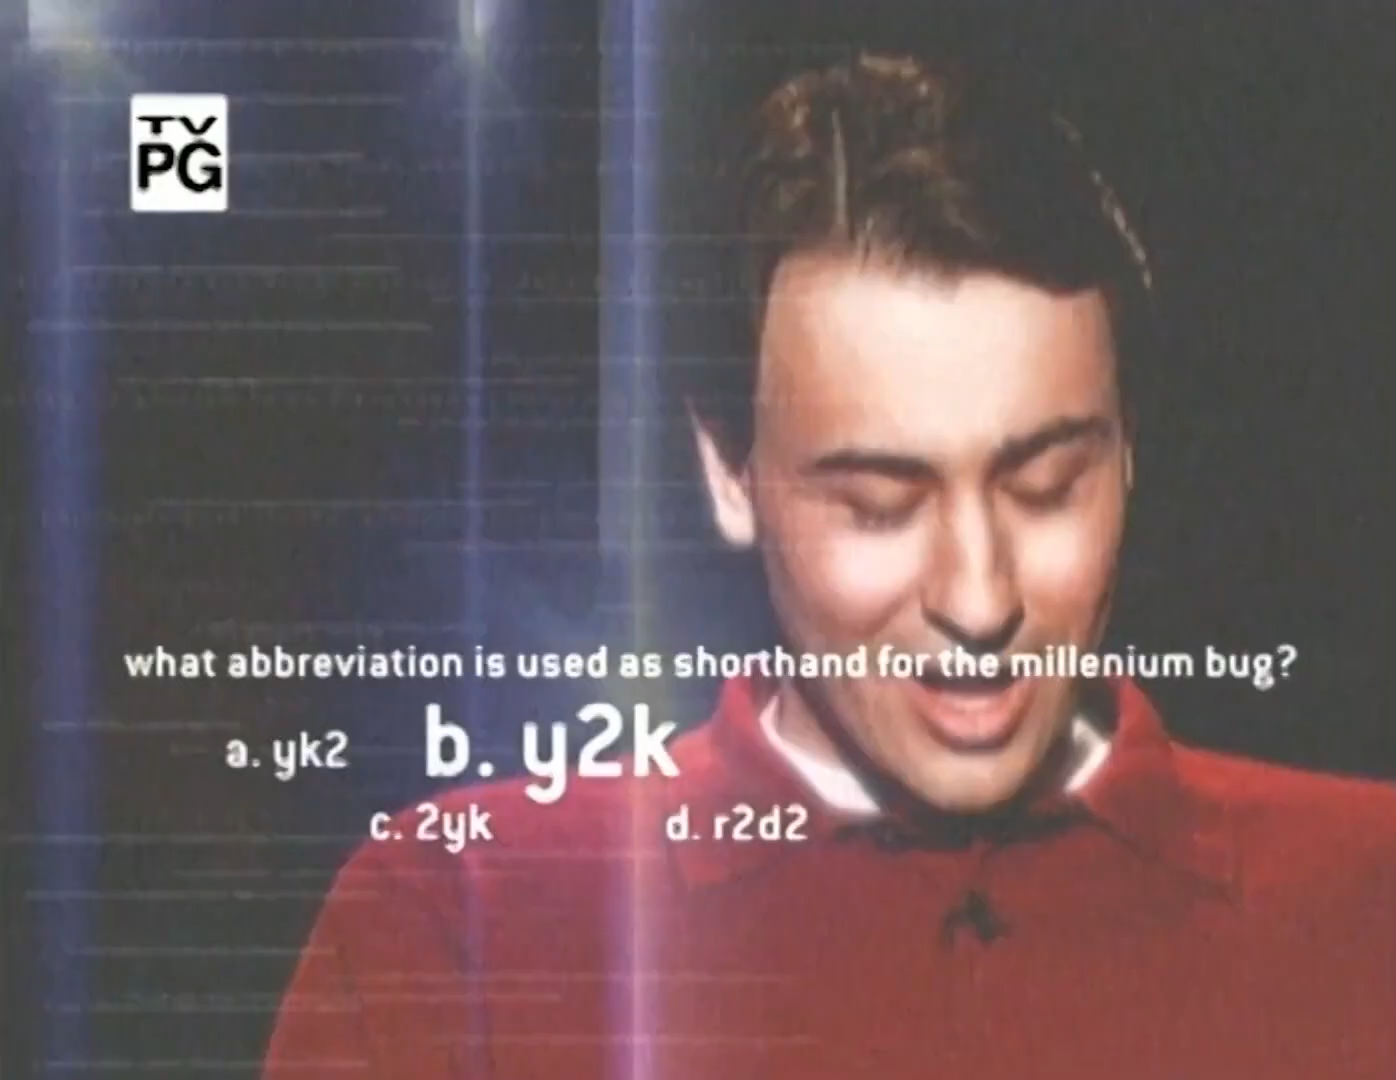 TV
PG
what abbreviation is used as shorthand for the millenium bug?
a. yk2 b. y2k
c. 2yk d. r2d2